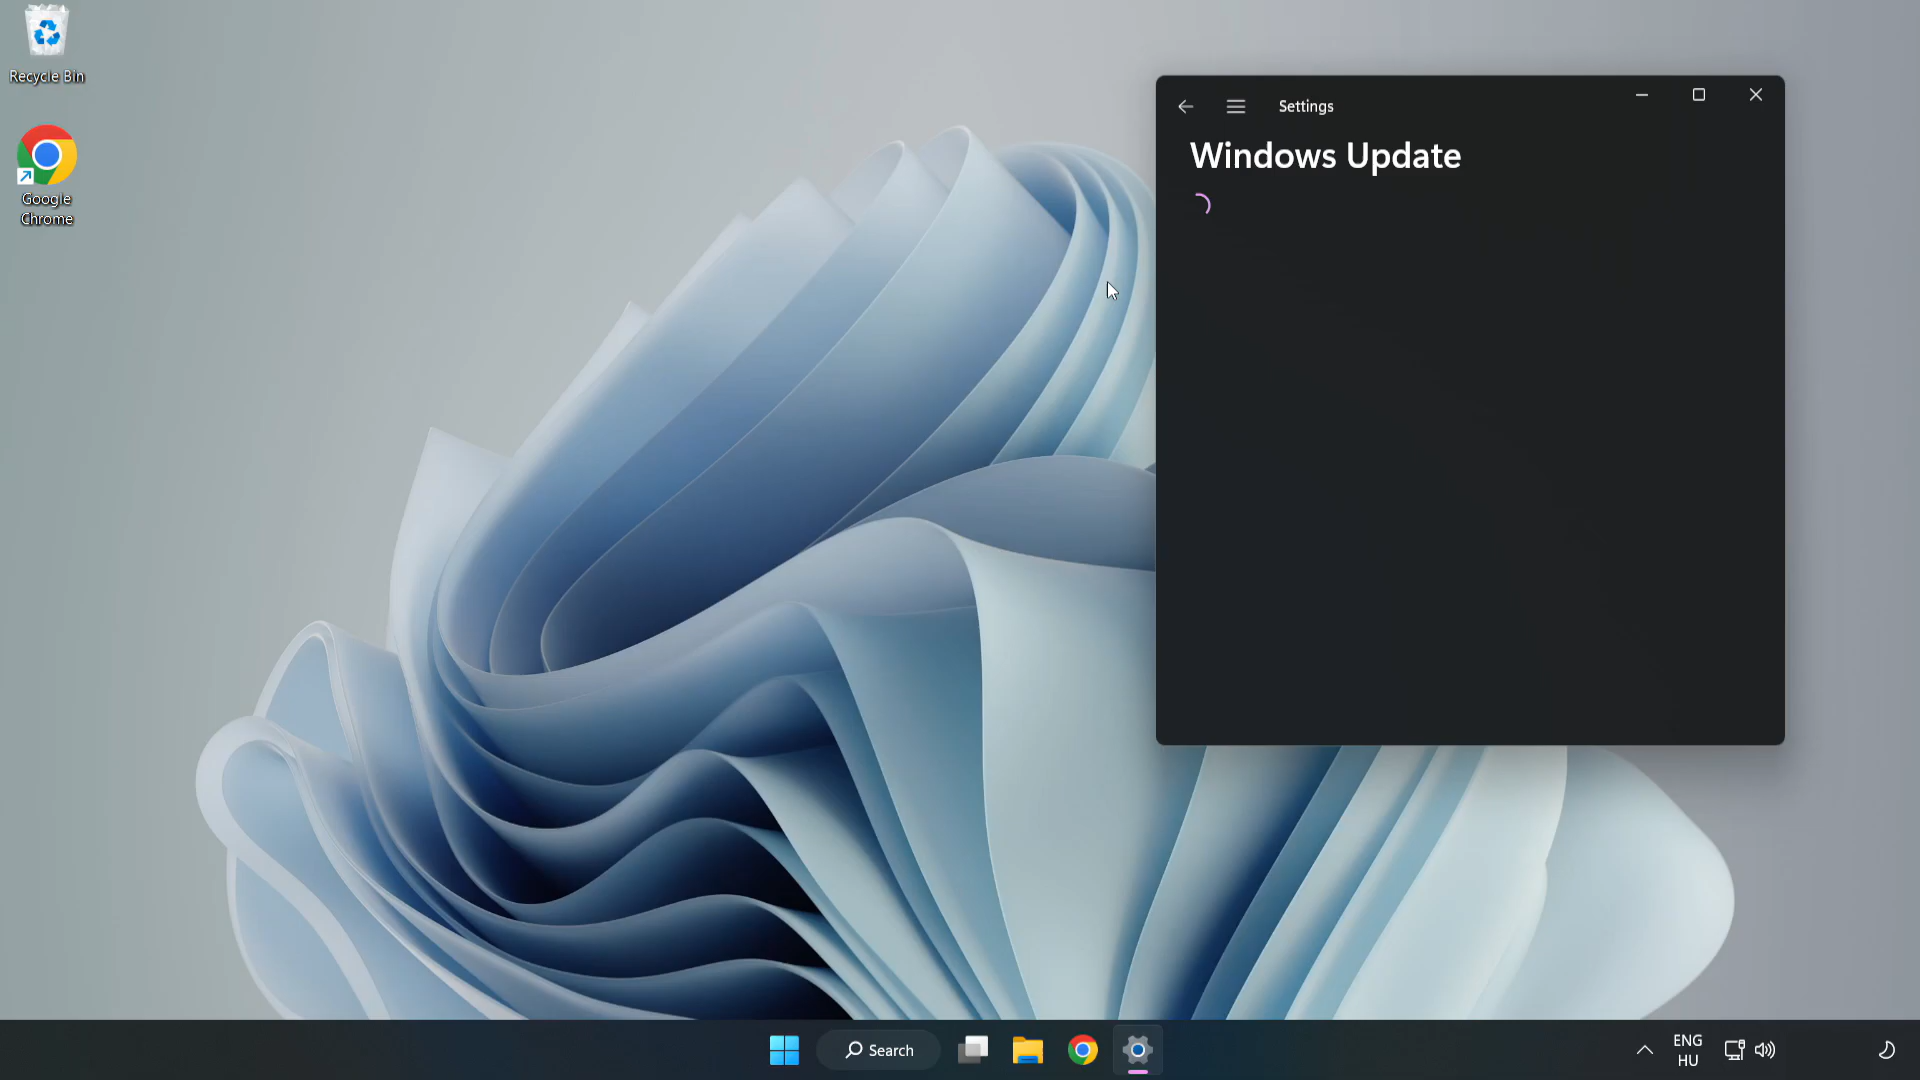 Recycle Bin
Google
Chrome
Settings
Windows Update
Search
ENG
HU